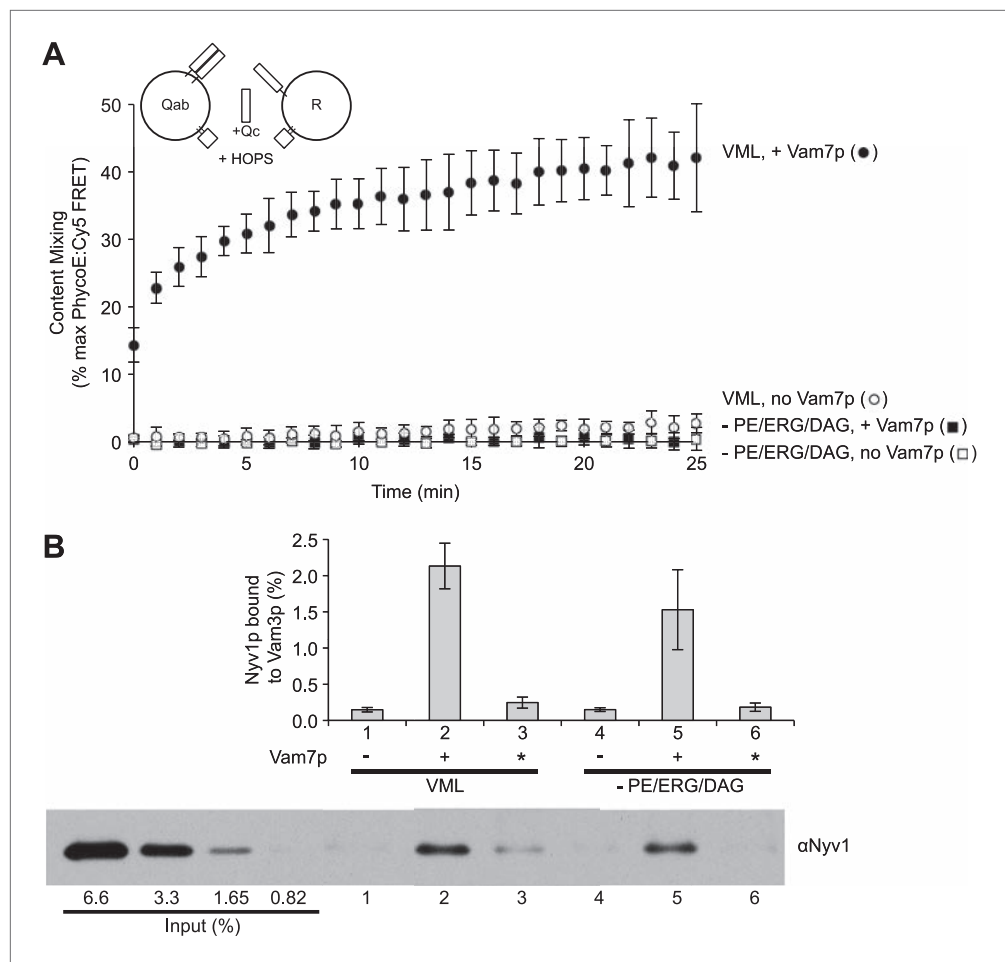 A
Qab
R
+Qc
+ HOPS
50
40
30
20
10
0
Content Mixing
(% max PhycoE:Cy5 FRET)
0 5 10 15 20 25
Time (min)
VML, + Vam7p (●)
VML, no Vam7p (○)
- PE/ERG/DAG, + Vam7p (■)
- PE/ERG/DAG, no Vam7p (□)
B
2.5
2.0
1.5
1.0
0.5
0.0
Nyv1p bound
to Vam3p (%)
1 2 3 4 5 6
Vam7p - + * - + *
VML - PE/ERG/DAG
αNyv1
6.6 3.3 1.65 0.82 1 2 3 4 5 6
Input (%)